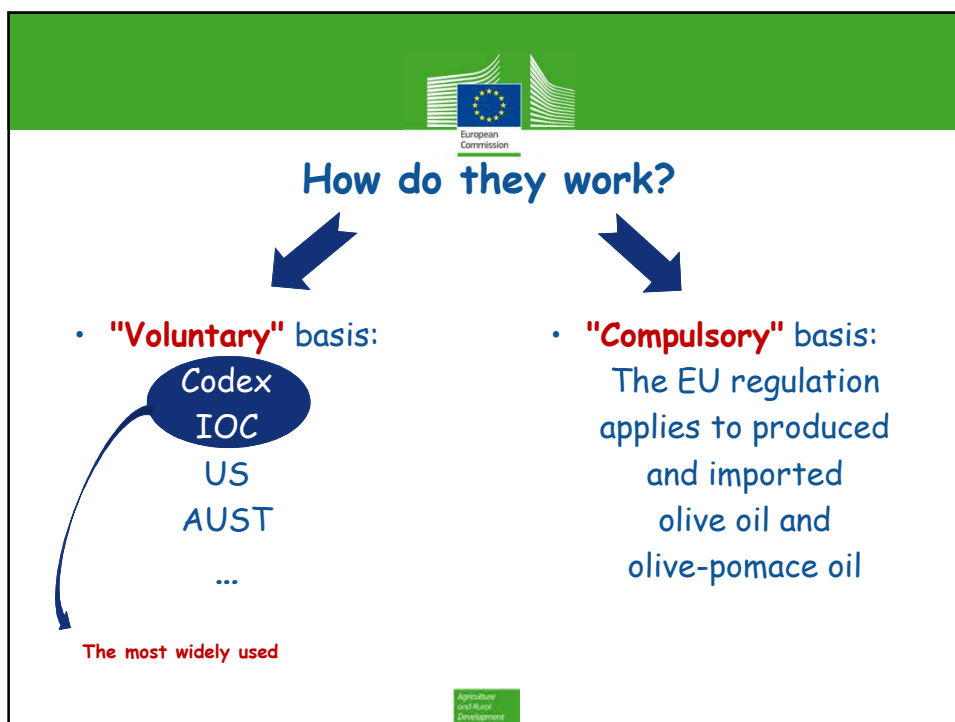 European
Commission
How do they work?
• "Voluntary" basis:
Codex
IOC
US
AUST
...
The most widely used
• "Compulsory" basis:
The EU regulation
applies to produced
and imported
olive oil and
olive-pomace oil
Agriculture
and Rural
Development